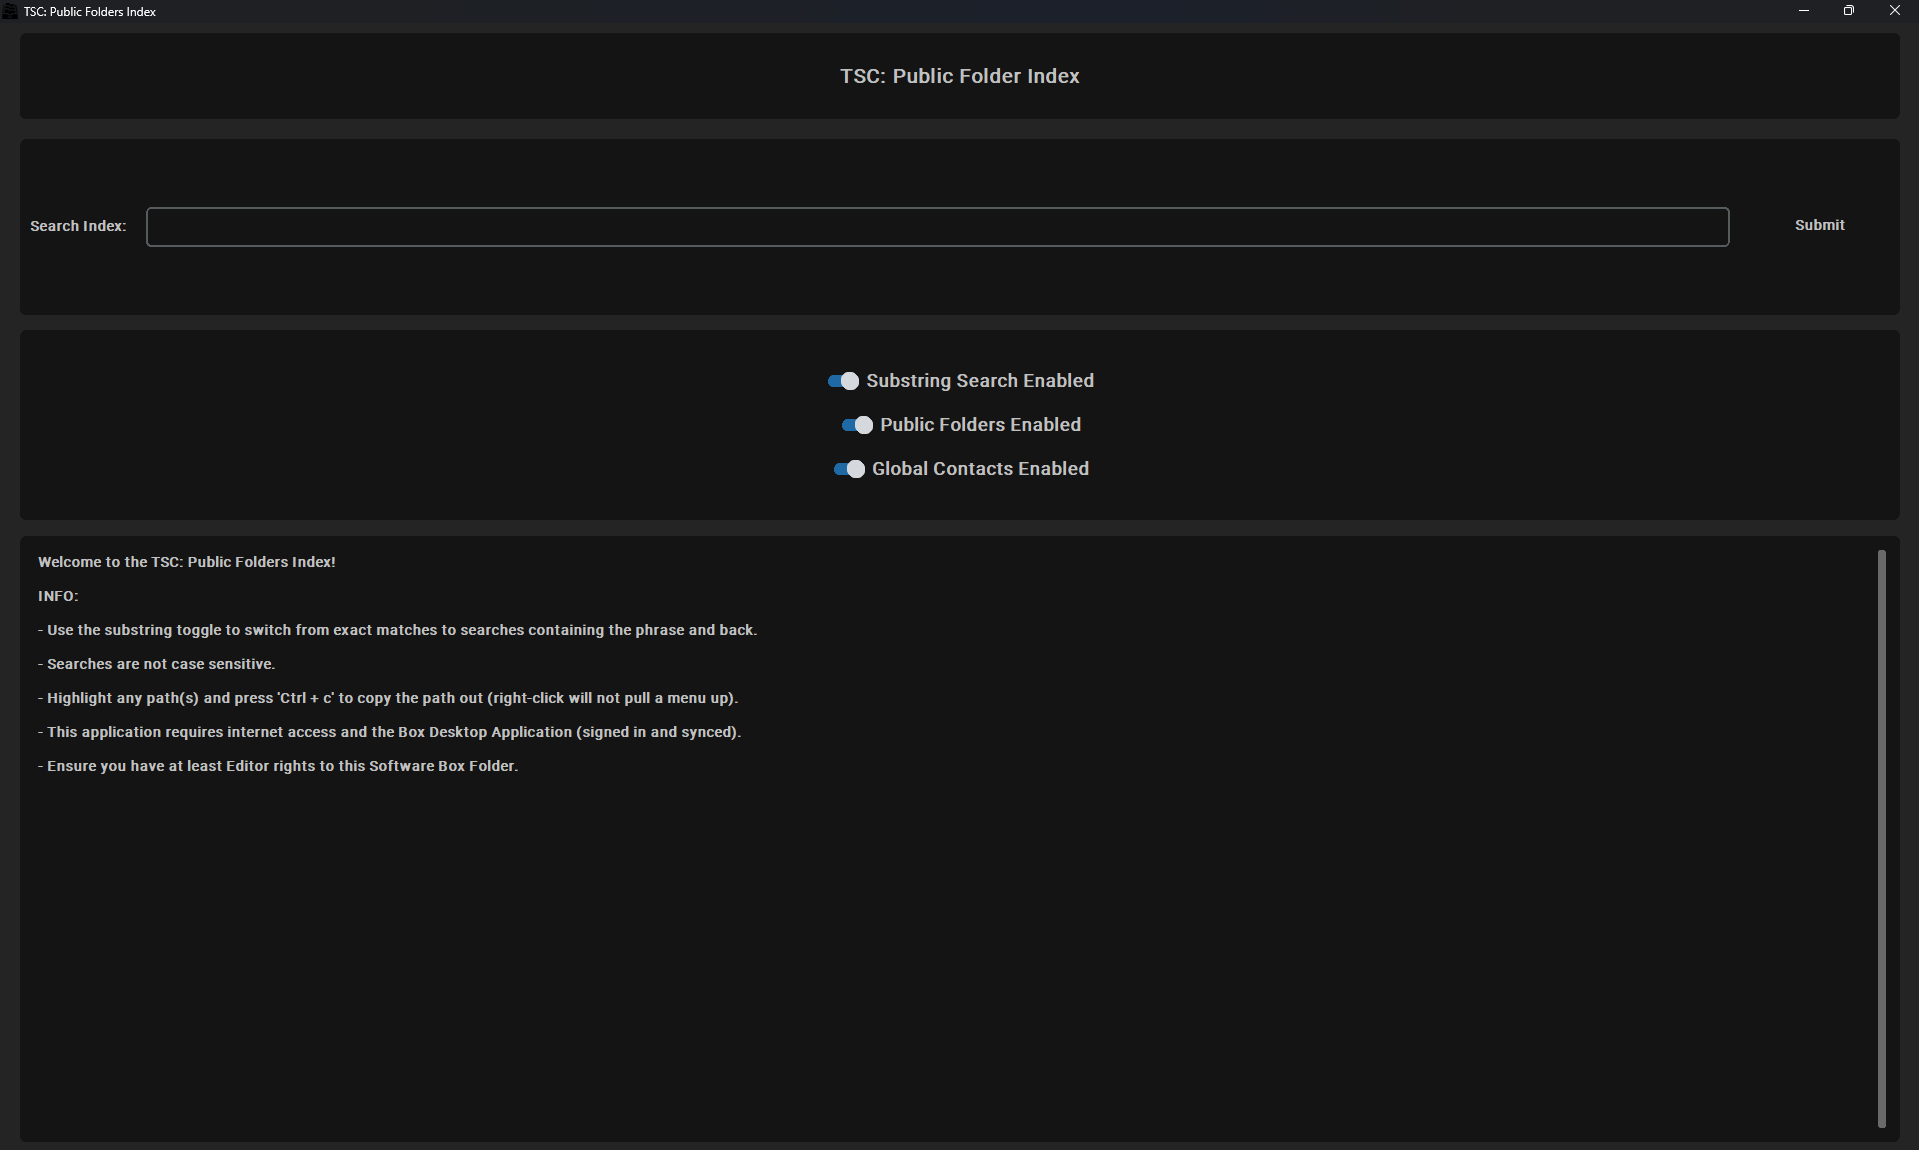 TSC: Public Folders Index
TSC: Public Folder Index
Search Index:
Submit
Substring Search Enabled
Public Folders Enabled
Global Contacts Enabled
Welcome to the TSC: Public Folders Index!
INFO:
- Use the substring toggle to switch from exact matches to searches containing the phrase and back.
- Searches are not case sensitive.
- Highlight any path(s) and press 'Ctrl + c' to copy the path out (right-click will not pull a menu up).
- This application requires internet access and the Box Desktop Application (signed in and synced).
- Ensure you have at least Editor rights to this Software Box Folder.